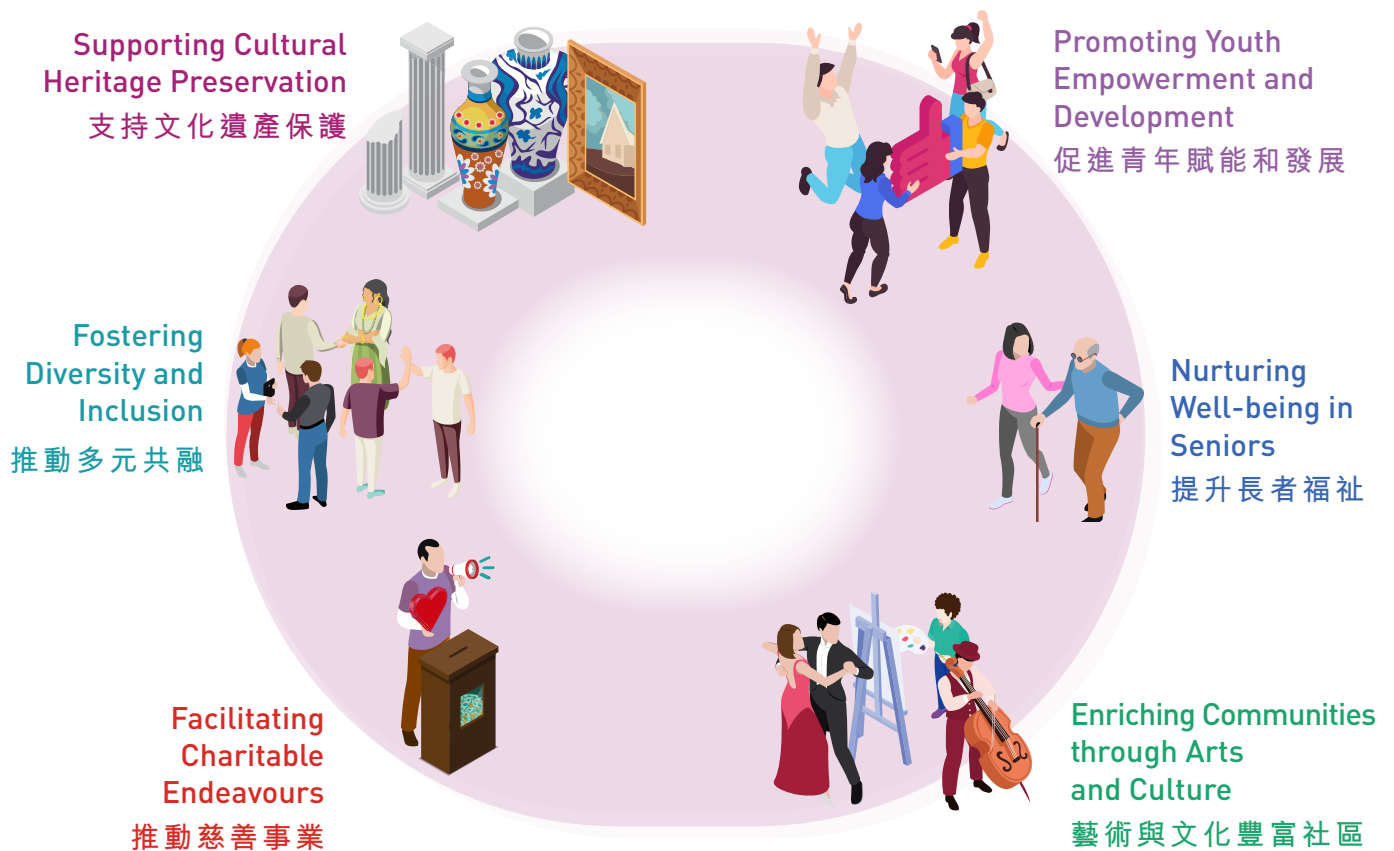 Supporting Cultural
Heritage Preservation
支持文化遺產保護
Promoting Youth
Empowerment and
Development
促進青年賦能和發展
Fostering
Diversity and
Inclusion
推動多元共融
Nurturing
Well-being in
Seniors
提升長者福祉
Facilitating
Charitable
Endeavours
推動慈善事業
Enriching Communities
through Arts
and Culture
藝術與文化豐富社區